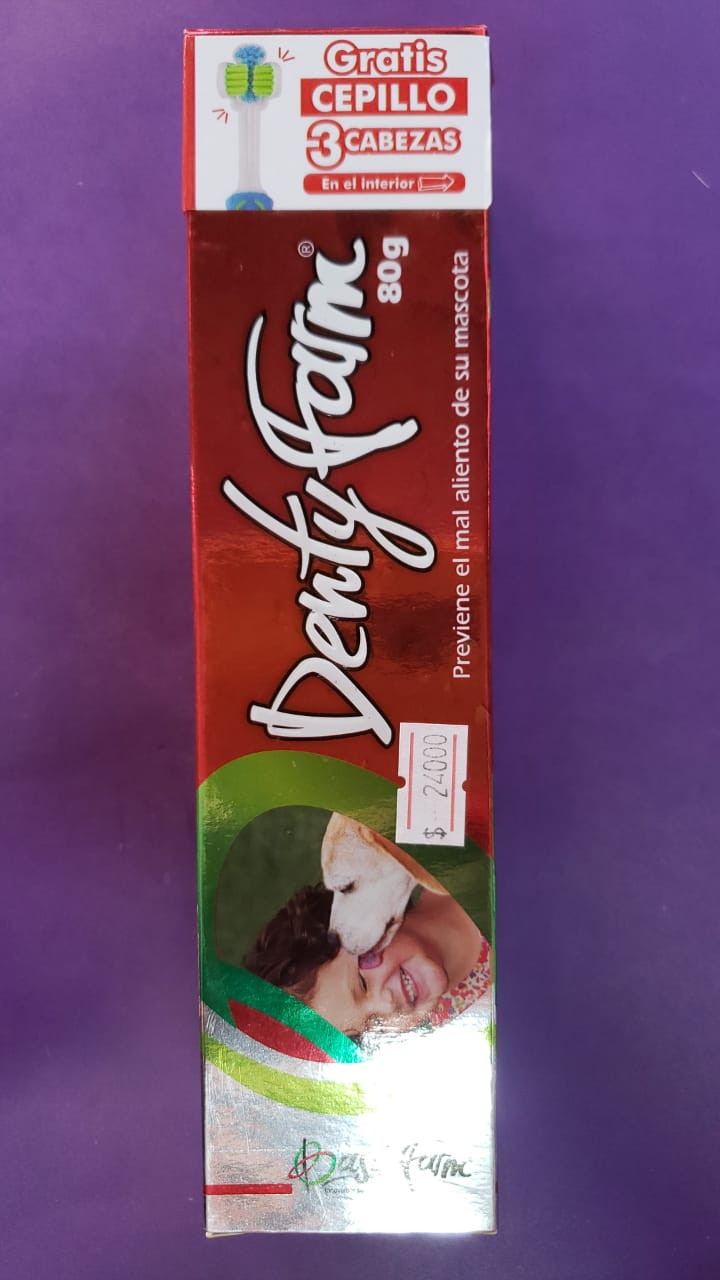 Gratis
CEPILLO
3 CABEZAS
En el Interior
DentyFarm®
80g
Previene el mal aliento de su mascota
$ 24000